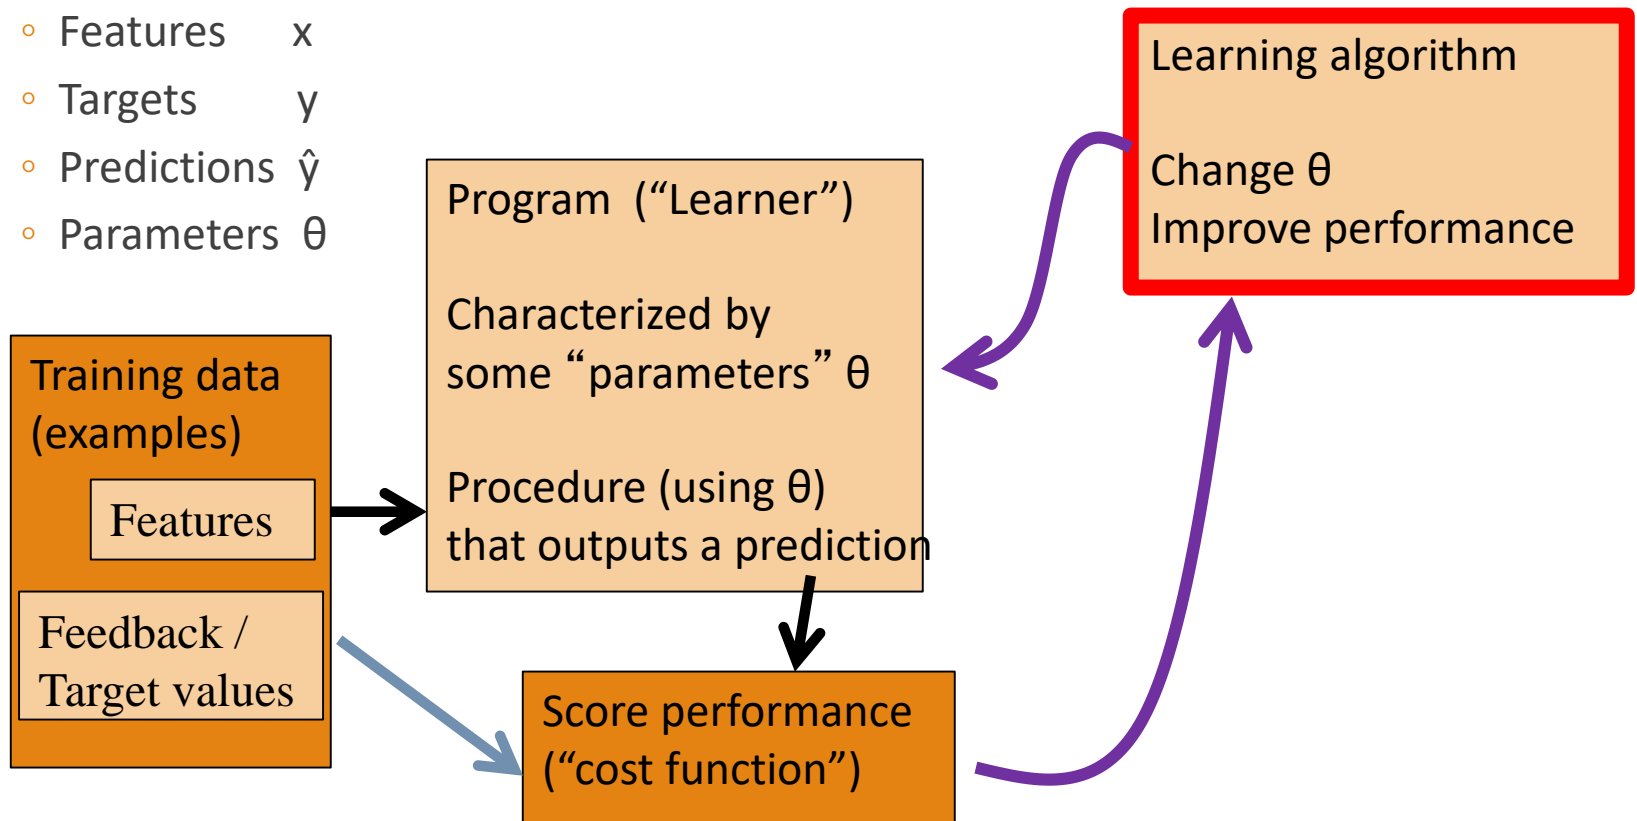 ◦ Features x
◦ Targets y
◦ Predictions ŷ
◦ Parameters θ
Training data
(examples)
Features
Feedback /
Target values
Program (“Learner”)
Characterized by
some “parameters” θ
Procedure (using θ)
that outputs a prediction
Score performance
(“cost function”)
Learning algorithm
Change θ
Improve performance